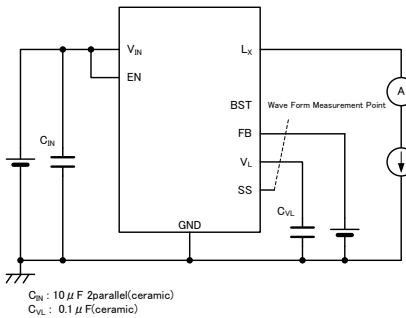 V_IN
L_X
EN
A
BST
Wave Form Measurement Point
FB
C_IN
V_L
SS
C_VL
GND
C_IN : 10 μ F 2parallel(ceramic)
C_VL : 0.1 μ F(ceramic)